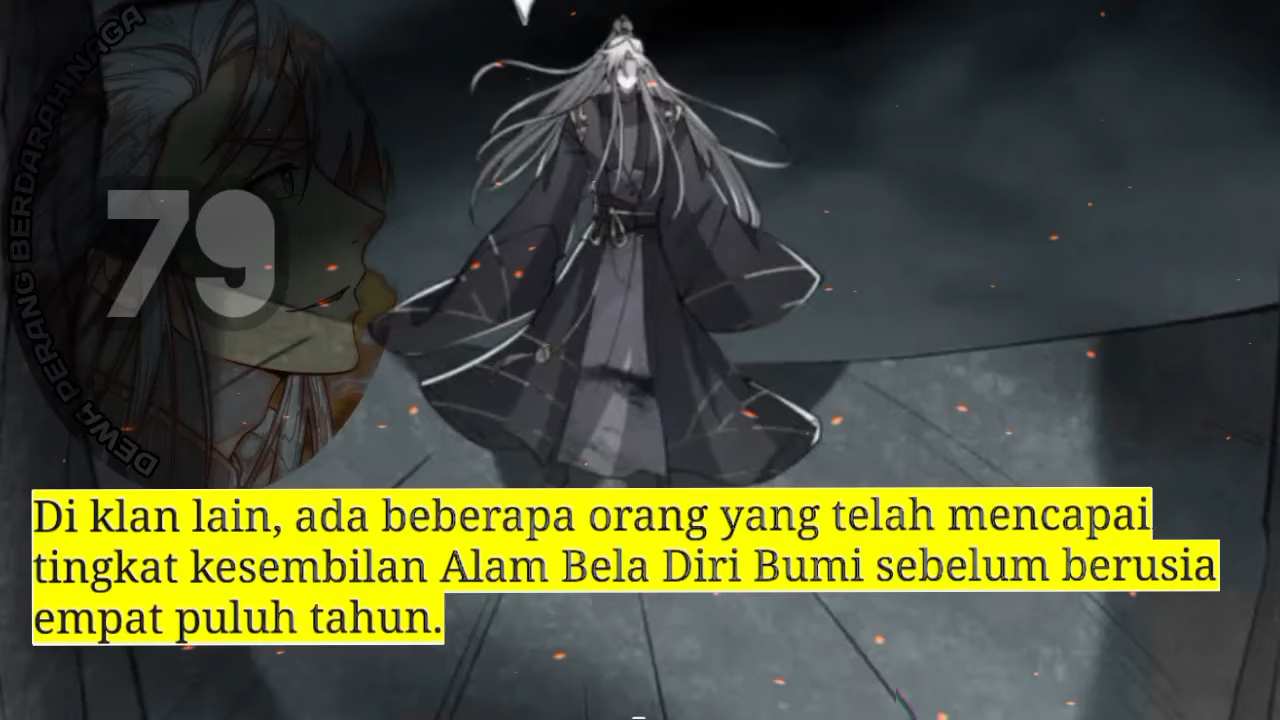 DEWA PERANG BERDARAH NAGA
79
Di klan lain, ada beberapa orang yang telah mencapai
tingkat kesembilan Alam Bela Diri Bumi sebelum berusia
empat puluh tahun.